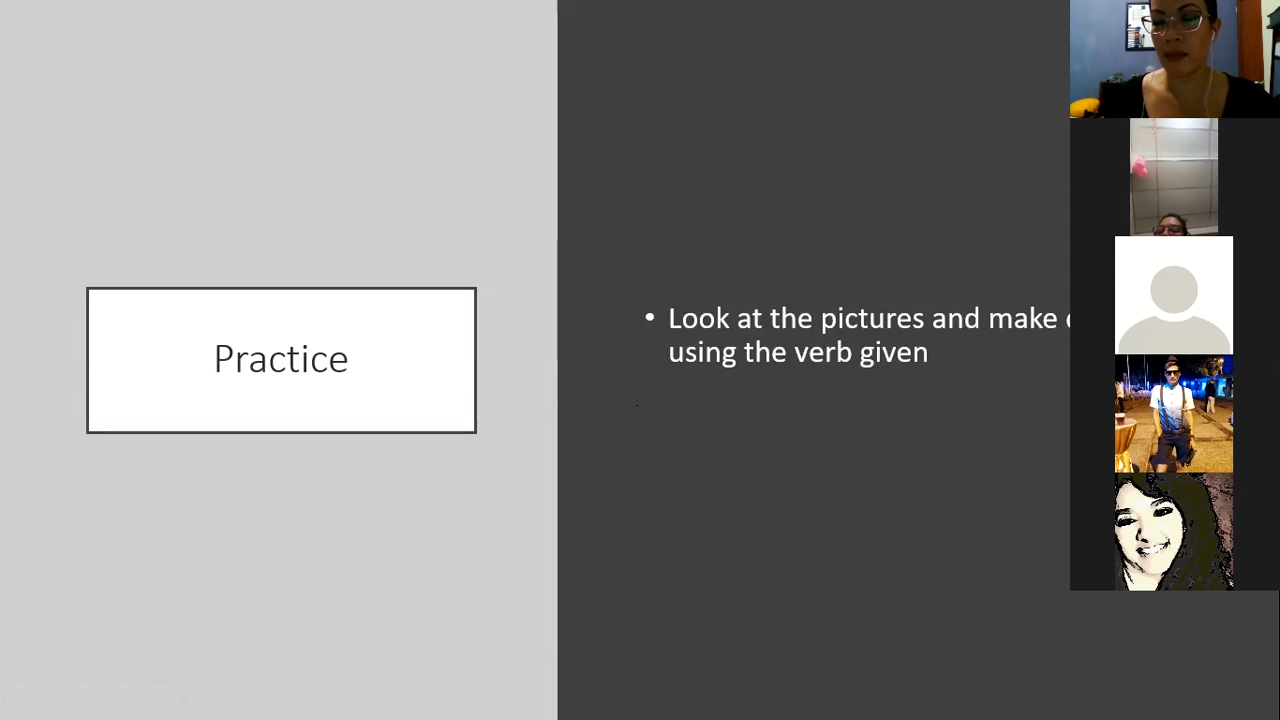 Practice
• Look at the pictures and make
using the verb given